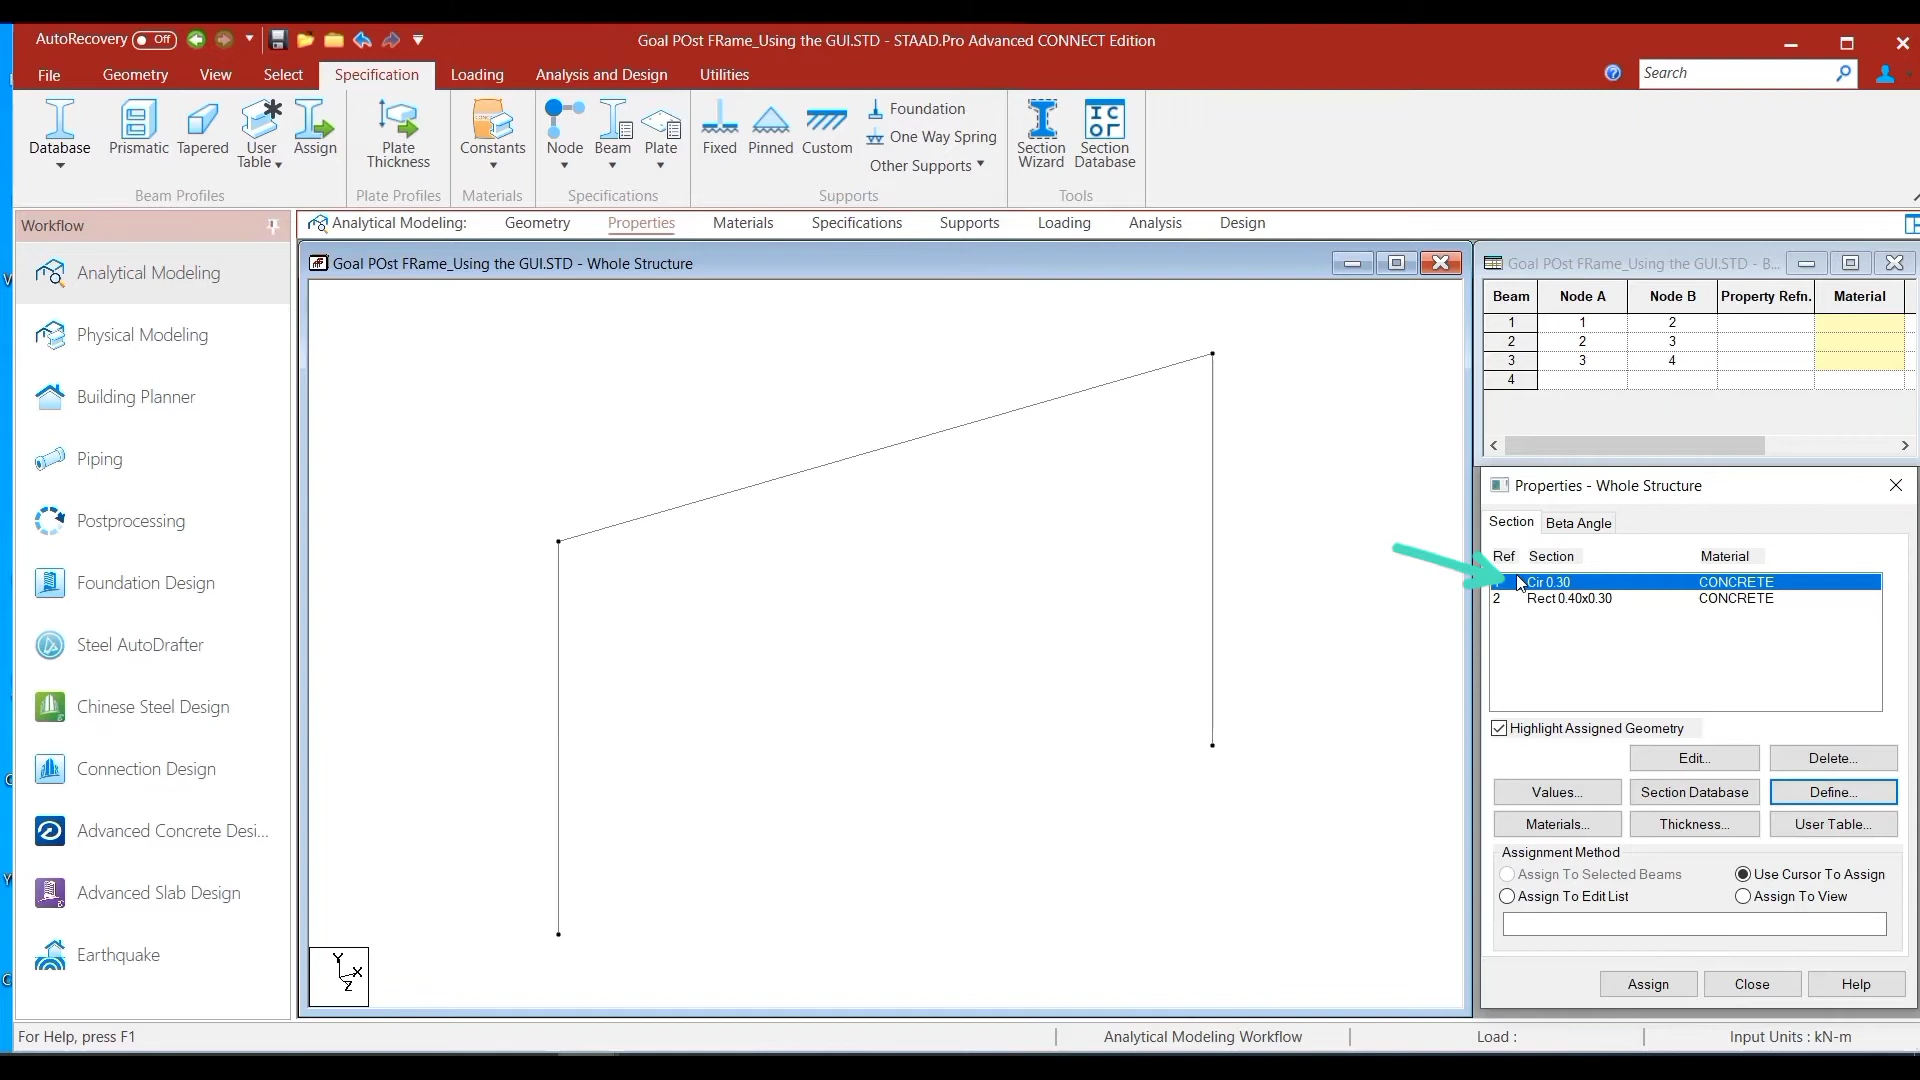 AutoRecovery Off
Goal POst FRame_Using the GUI.STD - STAAD.Pro Advanced CONNECT Edition
File Geometry View Select Specification Loading Analysis and Design Utilities
Search
Database Prismatic Tapered User Table Assign
Beam Profiles
Plate Thickness
Plate Profiles
Constants
Materials
Node Beam Plate
Specifications
Fixed Pinned Custom
Foundation
One Way Spring
Other Supports
Supports
Section Wizard
Section Database
Tools
Workflow
Analytical Modeling: Geometry Properties Materials Specifications Supports Loading Analysis Design
Analytical Modeling
Physical Modeling
Building Planner
Piping
Postprocessing
Foundation Design
Steel AutoDrafter
Chinese Steel Design
Connection Design
Advanced Concrete Desi...
Advanced Slab Design
Earthquake
Goal POst FRame_Using the GUI.STD - Whole Structure
Y
X
Z
Goal POst FRame_Using the GUI.STD - B...
Beam Node A Node B Property Refn. Material
1 1 2
2 2 3
3 3 4
4
Properties - Whole Structure
Section Beta Angle
Ref Section Material
Cir 0.30 CONCRETE
2 Rect 0.40x0.30 CONCRETE
Highlight Assigned Geometry
Edit... Delete...
Values... Section Database Define...
Materials... Thickness... User Table...
Assignment Method
Assign To Selected Beams Use Cursor To Assign
Assign To Edit List Assign To View
Assign Close Help
For Help, press F1
Analytical Modeling Workflow
Load :
Input Units : kN-m